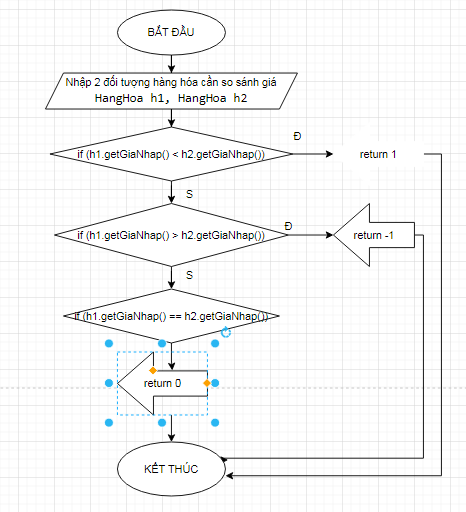 BẮT ĐẦU
Nhập 2 đối tượng hàng hóa cần so sánh giá
HangHoa h1, HangHoa h2
Đ
if (h1.getGiaNhap() < h2.getGiaNhap())
return 1
S
Đ
if (h1.getGiaNhap() > h2.getGiaNhap())
return -1
S
if (h1.getGiaNhap() == h2.getGiaNhap())
return 0
KẾT THÚC